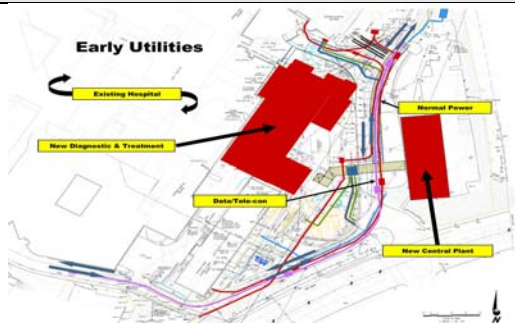 Early Utilities
Existing Hospital
Normal Power
New Diagnostic & Treatment
Data/Tele-con
New Central Plant
N